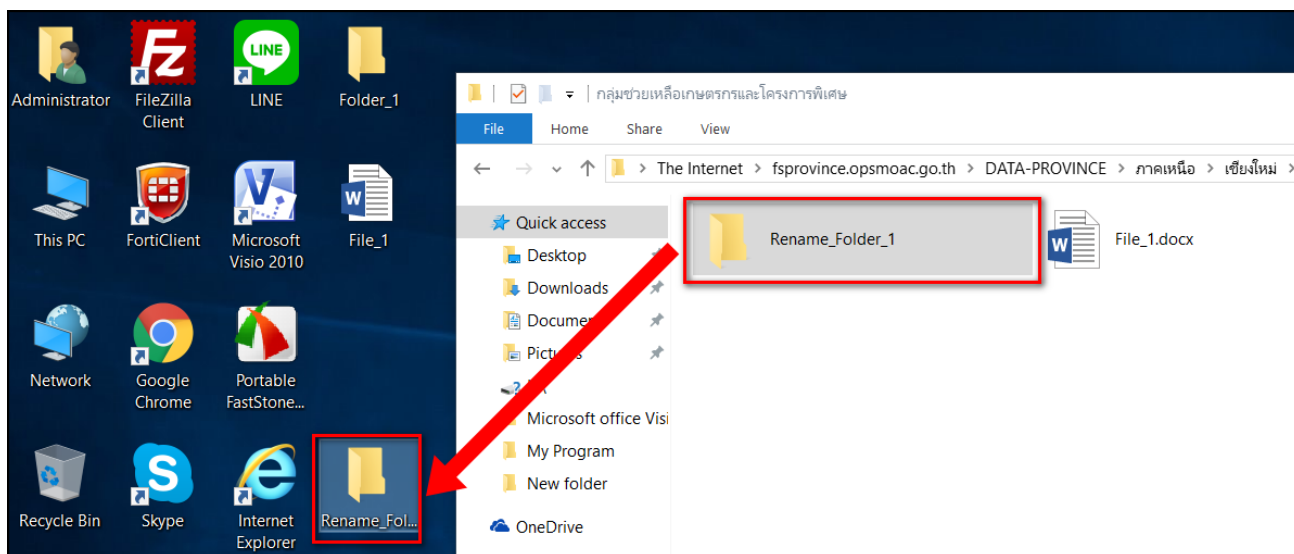 Administrator
FileZilla
Client
LINE
Folder_1
This PC
FortiClient
Microsoft
Visio 2010
File_1
Network
Google
Chrome
Portable
FastStone...
Recycle Bin
Skype
Internet
Explorer
Rename_Fol...
กลุ่มช่วยเหลือเกษตรกรและโครงการพิเศษ
File Home Share View
The Internet > fsprovince.opsmoac.go.th > DATA-PROVINCE > ภาคเหนือ > เชียงใหม่ >
Quick access
Desktop
Downloads
Pictures
Microsoft office Visi
My Program
New folder
OneDrive
Rename_Folder_1
File_1.docx